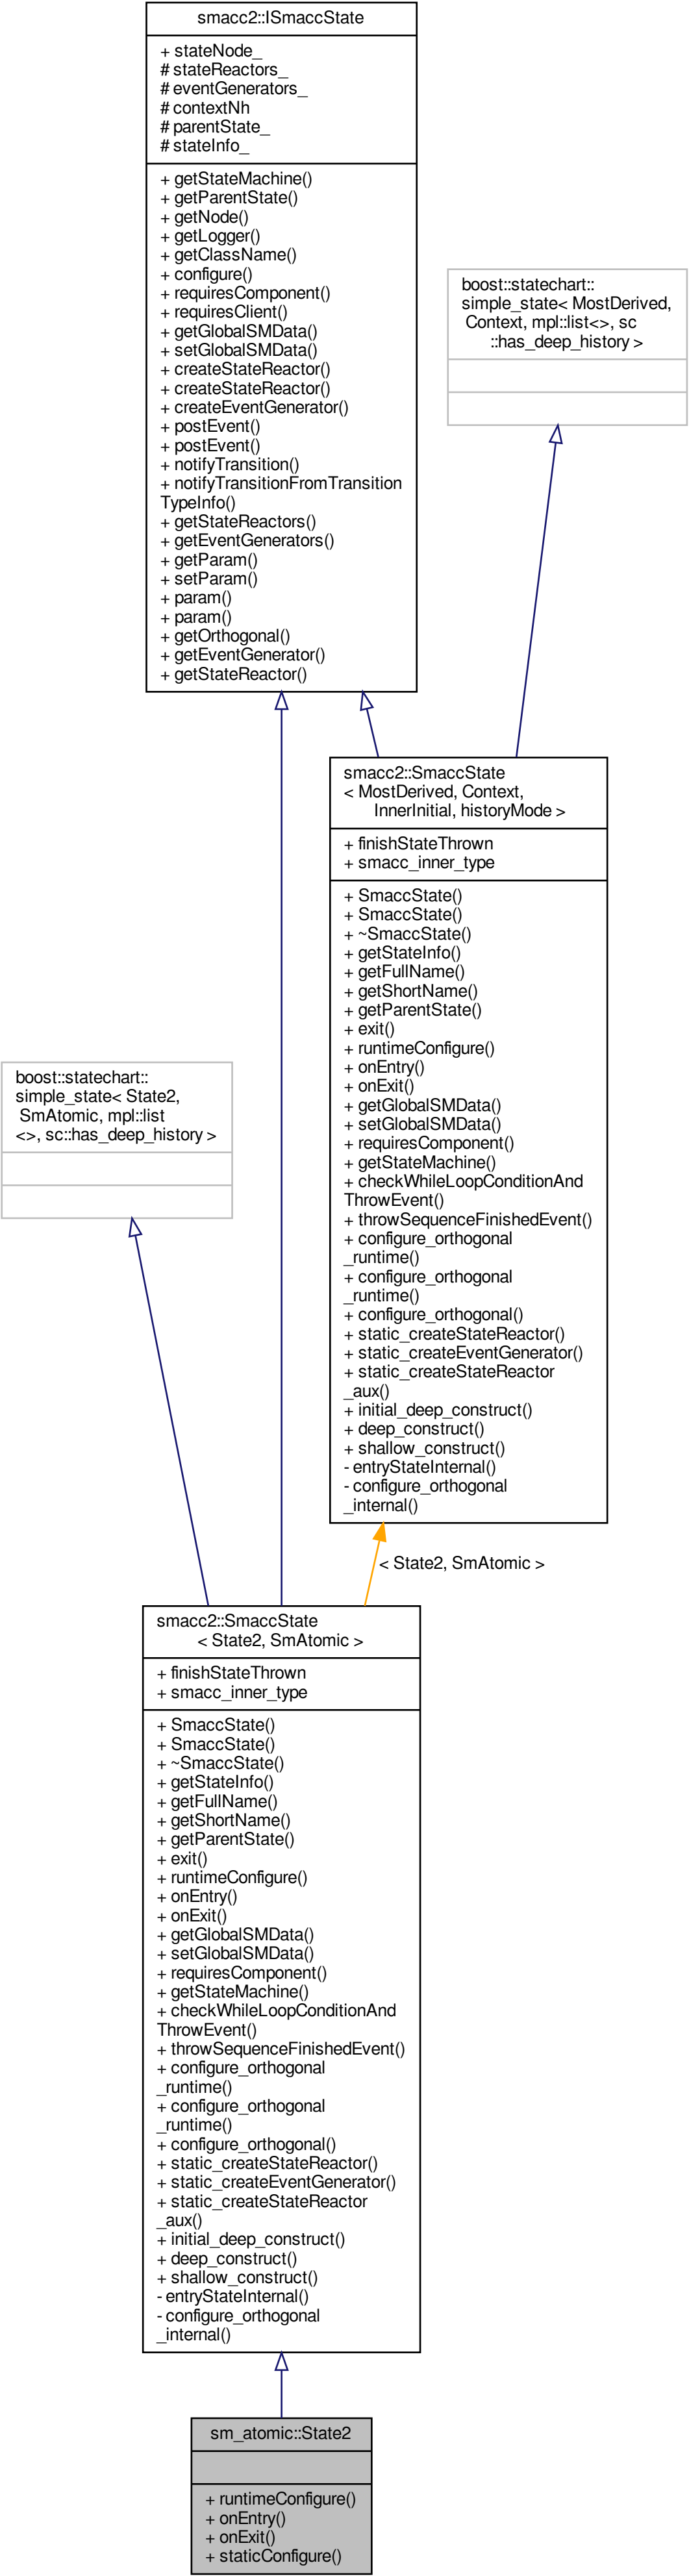 smacc2::ISmaccState
+ stateNode_
# stateReactors_
# eventGenerators_
# contextNh
# parentState_
# stateInfo_
+ getStateMachine()
+ getParentState()
+ getNode()
+ getLogger()
+ getClassName()
+ configure()
+ requiresComponent()
+ requiresClient()
+ getGlobalSMData()
+ setGlobalSMData()
+ createStateReactor()
+ createStateReactor()
+ createEventGenerator()
+ postEvent()
+ postEvent()
+ notifyTransition()
+ notifyTransitionFromTransition
TypeInfo()
+ getStateReactors()
+ getEventGenerators()
+ getParam()
+ setParam()
+ param()
+ param()
+ getOrthogonal()
+ getEventGenerator()
+ getStateReactor()
boost::statechart::
simple_state< MostDerived,
Context, mpl::list<>, sc
::has_deep_history >
smacc2::SmaccState
< MostDerived, Context,
InnerInitial, historyMode >
+ finishStateThrown
+ smacc_inner_type
+ SmaccState()
+ SmaccState()
+ ~SmaccState()
+ getStateInfo()
+ getFullName()
+ getShortName()
+ getParentState()
+ exit()
+ runtimeConfigure()
+ onEntry()
+ onExit()
+ getGlobalSMData()
+ setGlobalSMData()
+ requiresComponent()
+ getStateMachine()
+ checkWhileLoopConditionAnd
ThrowEvent()
+ throwSequenceFinishedEvent()
+ configure_orthogonal
_runtime()
+ configure_orthogonal
_runtime()
+ configure_orthogonal()
+ static_createStateReactor()
+ static_createEventGenerator()
+ static_createStateReactor
_aux()
+ initial_deep_construct()
+ deep_construct()
+ shallow_construct()
- entryStateInternal()
- configure_orthogonal
_internal()
boost::statechart::
simple_state< State2,
SmAtomic, mpl::list
<>, sc::has_deep_history >
< State2, SmAtomic >
smacc2::SmaccState
< State2, SmAtomic >
+ finishStateThrown
+ smacc_inner_type
+ SmaccState()
+ SmaccState()
+ ~SmaccState()
+ getStateInfo()
+ getFullName()
+ getShortName()
+ getParentState()
+ exit()
+ runtimeConfigure()
+ onEntry()
+ onExit()
+ getGlobalSMData()
+ setGlobalSMData()
+ requiresComponent()
+ getStateMachine()
+ checkWhileLoopConditionAnd
ThrowEvent()
+ throwSequenceFinishedEvent()
+ configure_orthogonal
_runtime()
+ configure_orthogonal
_runtime()
+ configure_orthogonal()
+ static_createStateReactor()
+ static_createEventGenerator()
+ static_createStateReactor
_aux()
+ initial_deep_construct()
+ deep_construct()
+ shallow_construct()
- entryStateInternal()
- configure_orthogonal
_internal()
sm_atomic::State2
+ runtimeConfigure()
+ onEntry()
+ onExit()
+ staticConfigure()